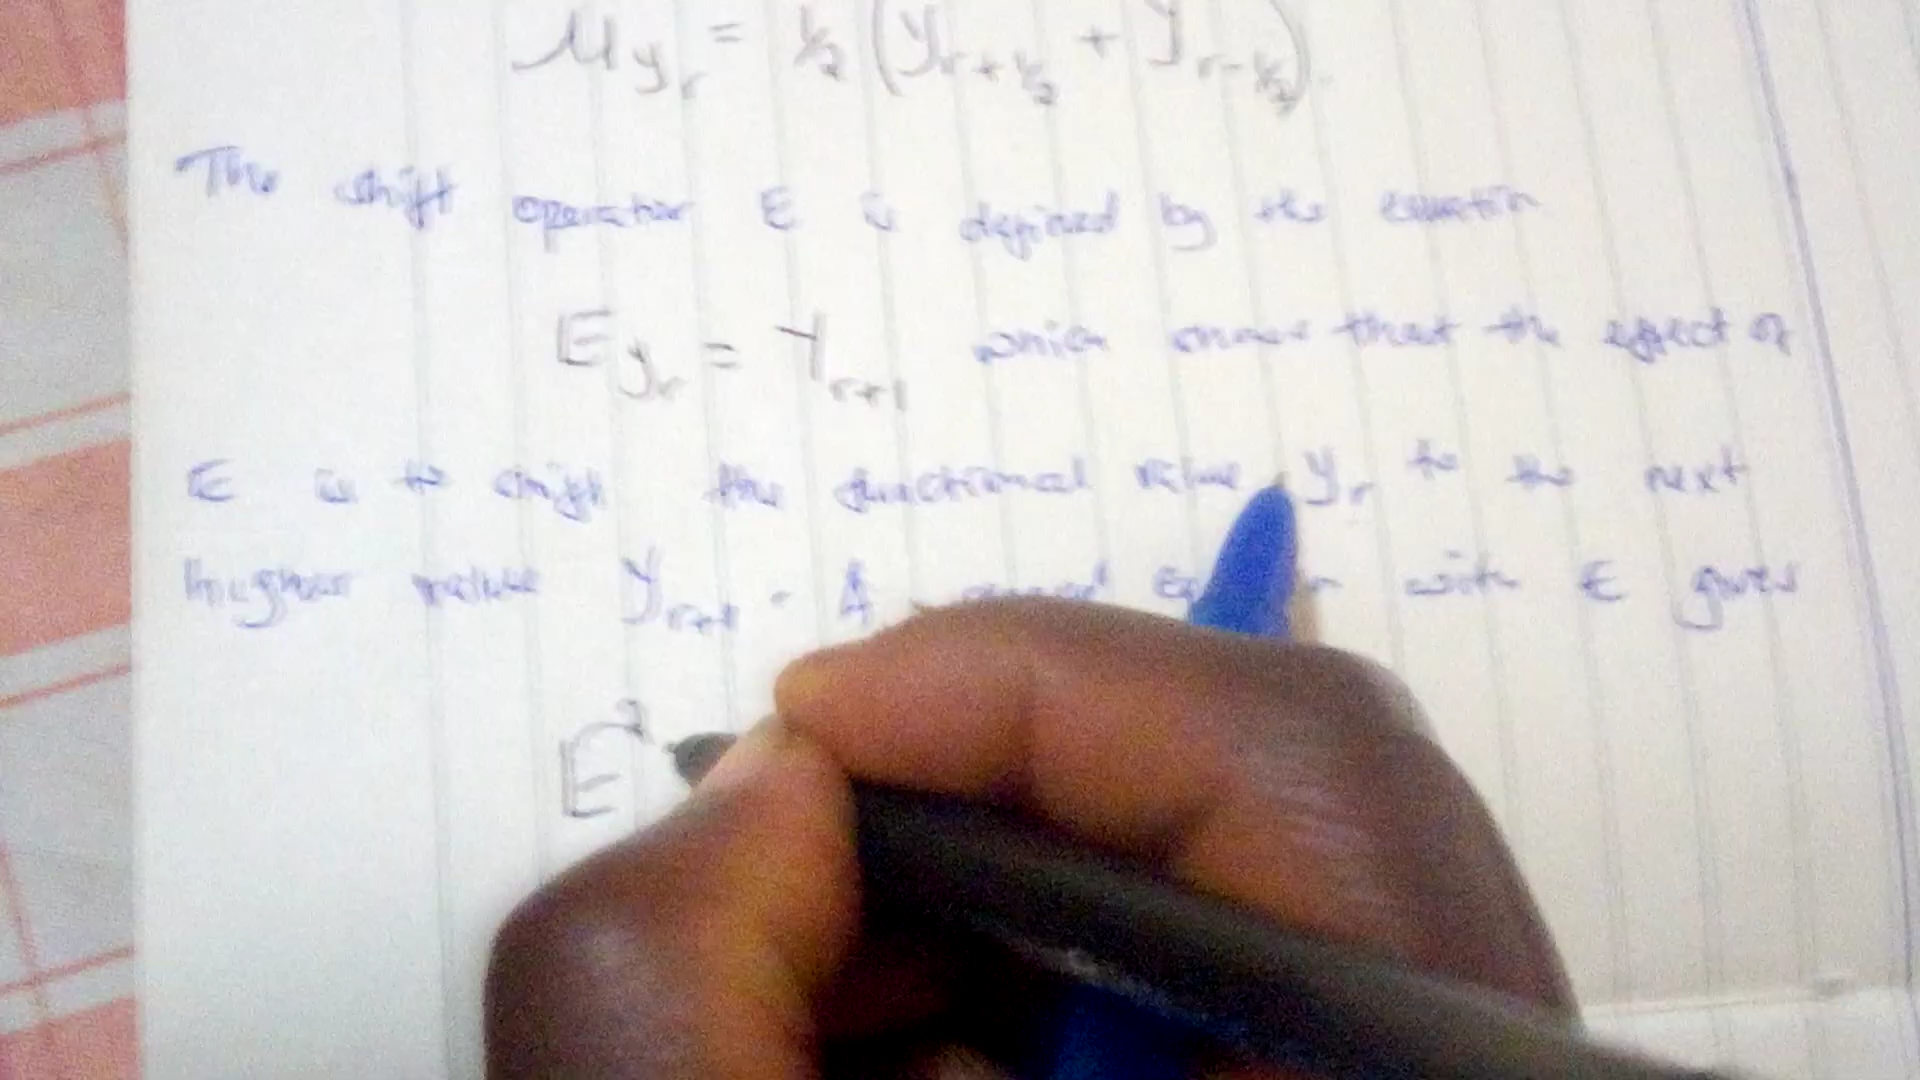 μy_r = ½ (y_{r+½} + y_{r-½}).
The shift operator E is defined by the equation
E y_r = Y_{r+1} which shows that the effect of
E is to shift the functional value y_r to the next
higher value y_{r+1}. A second with E gives
E²